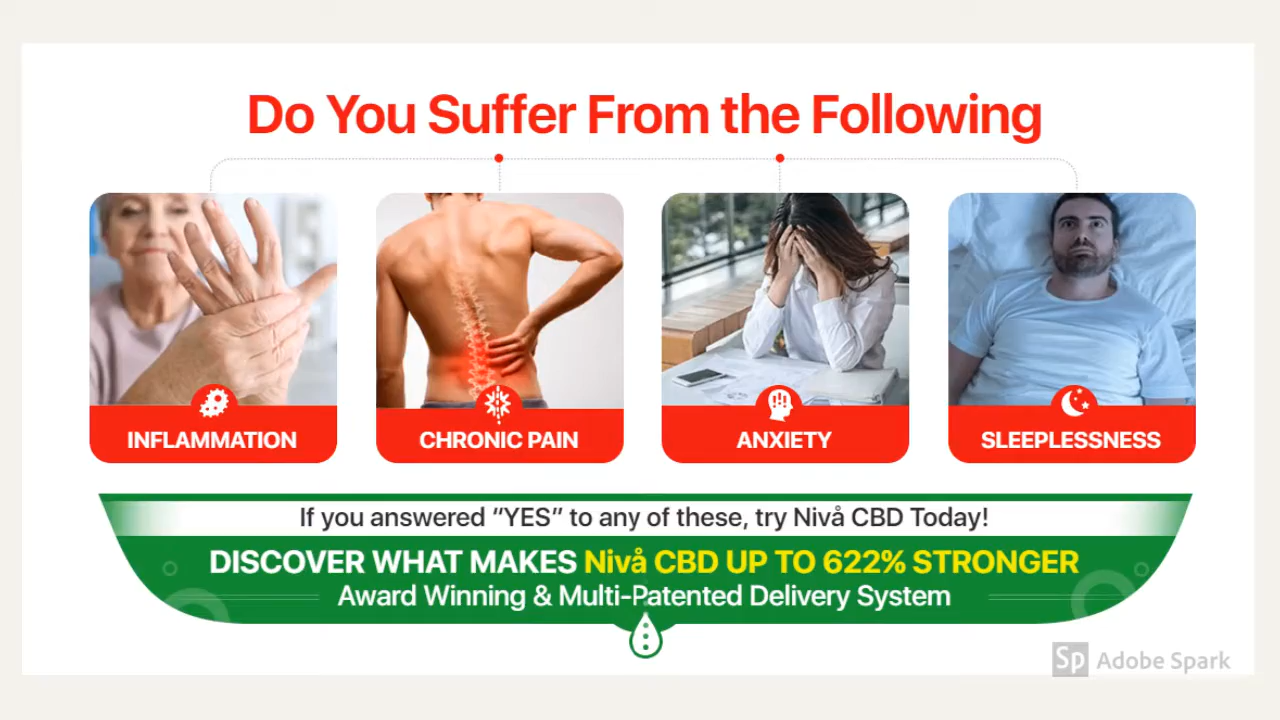 Do You Suffer From the Following
INFLAMMATION
CHRONIC PAIN
ANXIETY
SLEEPLESSNESS
If you answered “YES” to any of these, try Nivå CBD Today!
DISCOVER WHAT MAKES Nivå CBD UP TO 622% STRONGER
Award Winning & Multi-Patented Delivery System
Sp Adobe Spark